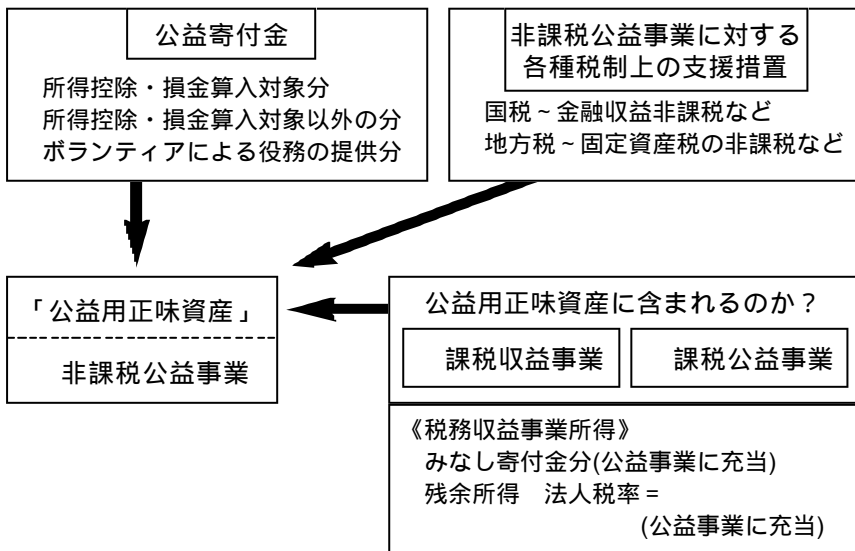 公益寄付金
所得控除・損金算入対象分
所得控除・損金算入対象以外の分
ボランティアによる役務の提供分
非課税公益事業に対する
各種税制上の支援措置
国税～金融収益非課税など
地方税～固定資産税の非課税など
「公益用正味資産」
非課税公益事業
公益用正味資産に含まれるのか？
課税収益事業
課税公益事業
《税務収益事業所得》
みなし寄付金分(公益事業に充当)
残余所得　法人税率＝
(公益事業に充当)